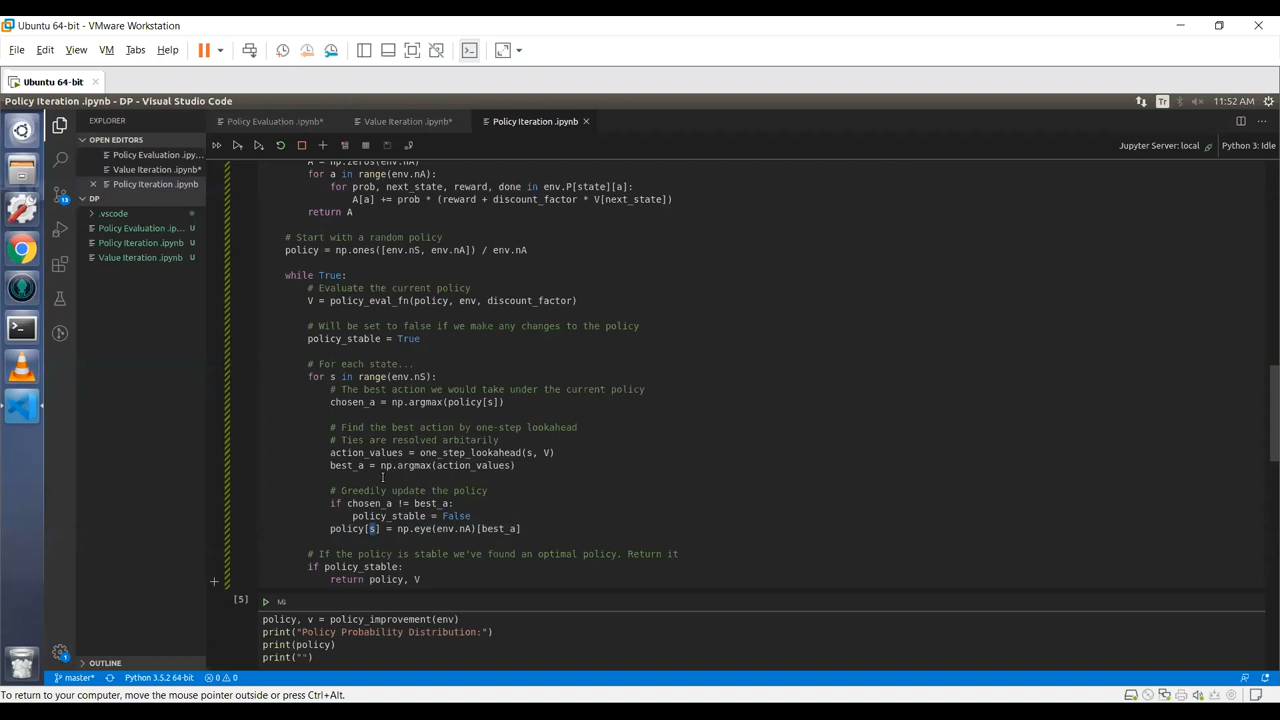 Ubuntu 64-bit - VMware Workstation
File Edit View VM Tabs Help
Ubuntu 64-bit
Policy Iteration .ipynb - DP - Visual Studio Code
Tr
11:52 AM
EXPLORER
Policy Evaluation .ipynb*
Value Iteration .ipynb*
Policy Iteration .ipynb
OPEN EDITORS
Policy Evaluation .ipy...
Value Iteration .ipynb*
Policy Iteration .ipynb
Jupyter Server: local
Python 3: Idle
DP
.vscode
Policy Evaluation .ip... U
Policy Iteration .ipynb U
Value Iteration .ipynb U
13
A = np.zeros(env.nA)
for a in range(env.nA):
for prob, next_state, reward, done in env.P[state][a]:
A[a] += prob * (reward + discount_factor * V[next_state])
return A
# Start with a random policy
policy = np.ones([env.nS, env.nA]) / env.nA
while True:
# Evaluate the current policy
V = policy_eval_fn(policy, env, discount_factor)
# Will be set to false if we make any changes to the policy
policy_stable = True
# For each state...
for s in range(env.nS):
# The best action we would take under the current policy
chosen_a = np.argmax(policy[s])
# Find the best action by one-step lookahead
# Ties are resolved arbitarily
action_values = one_step_lookahead(s, V)
best_a = np.argmax(action_values)
# Greedily update the policy
if chosen_a != best_a:
policy_stable = False
policy[s] = np.eye(env.nA)[best_a]
# If the policy is stable we've found an optimal policy. Return it
if policy_stable:
return policy, V
[5]
M↓
policy, v = policy_improvement(env)
print("Policy Probability Distribution:")
print(policy)
print("")
OUTLINE
1
master*
Python 3.5.2 64-bit
0
0
To return to your computer, move the mouse pointer outside or press Ctrl+Alt.